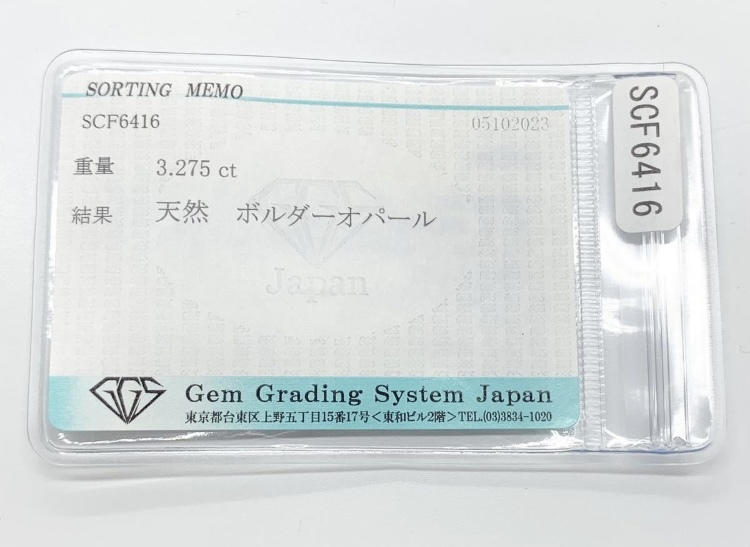 SORTING MEMO
SCF6416 05102023
重量 3.275 ct
結果 天然 ボルダーオパール
Japan
GGS Gem Grading System Japan
東京都台東区上野五丁目15番17号<東和ビル2階>TEL.(03)3834-1020
SCF6416